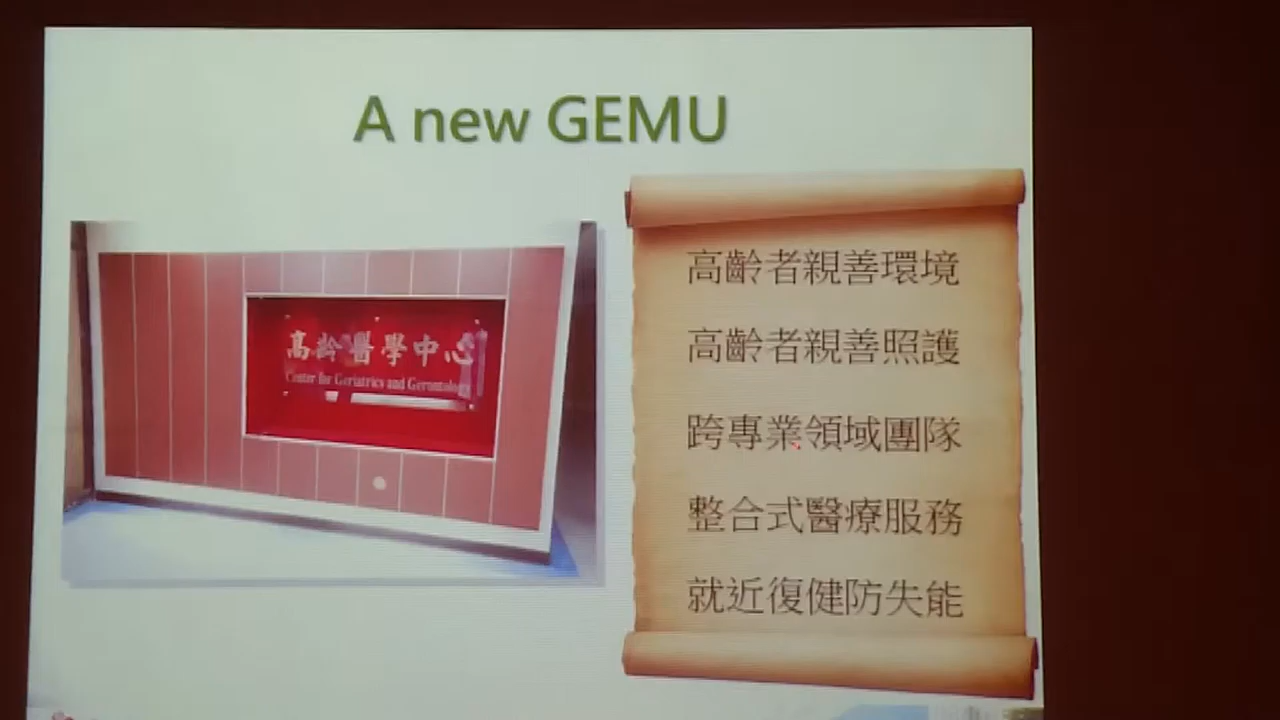 A new GEMU
高齡醫學中心
Center for Geriatrics and Gerontology
高齡者親善環境
高齡者親善照護
跨專業領域團隊
整合式醫療服務
就近復健防失能